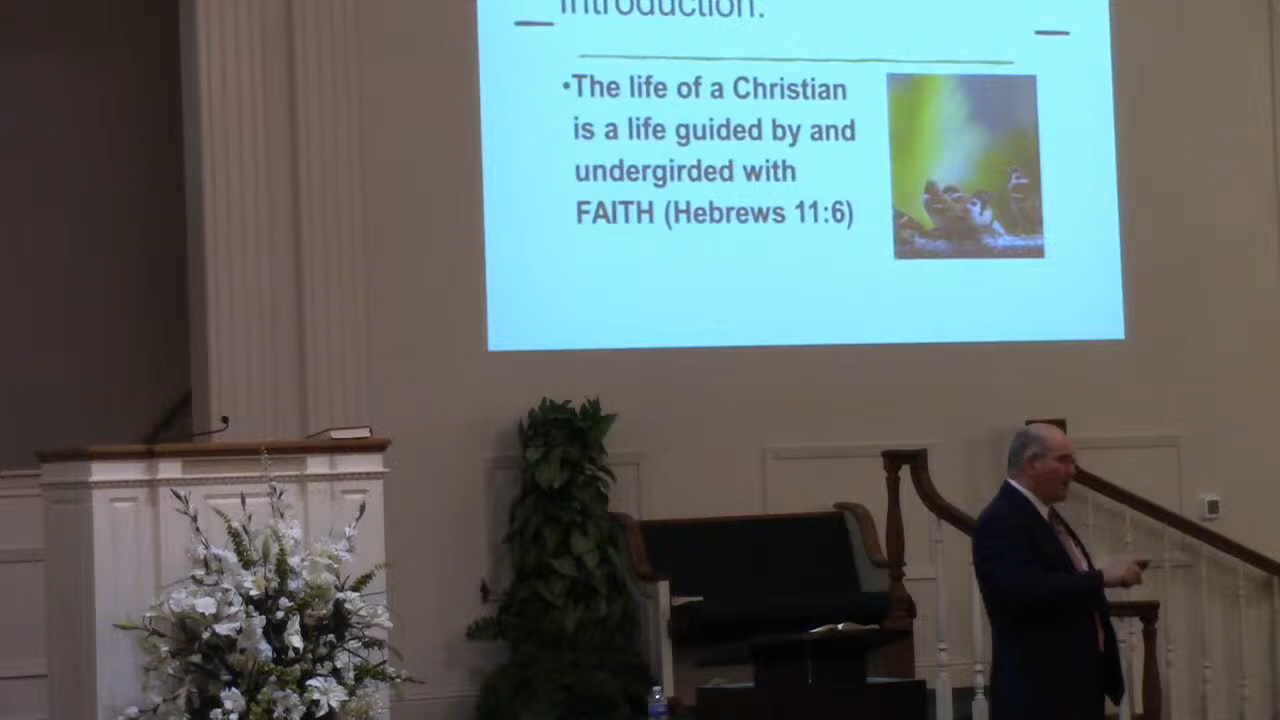 Introduction:
•The life of a Christian
is a life guided by and
undergirded with
FAITH (Hebrews 11:6)